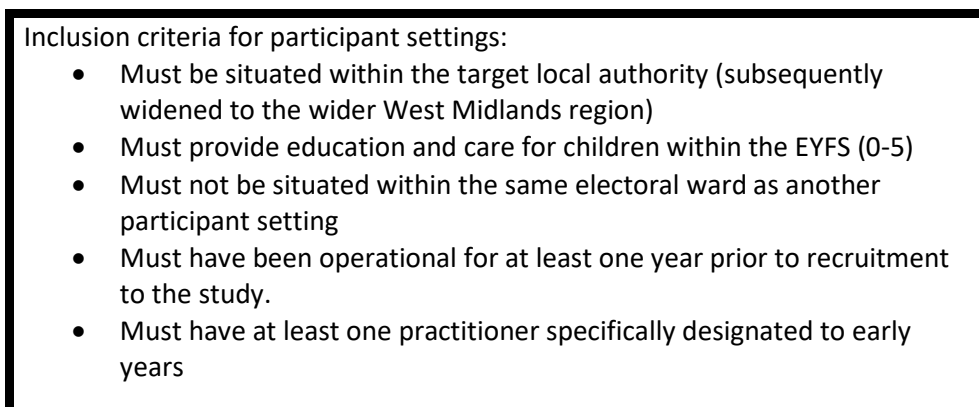 Inclusion criteria for participant settings:
• Must be situated within the target local authority (subsequently
widened to the wider West Midlands region)
• Must provide education and care for children within the EYFS (0-5)
• Must not be situated within the same electoral ward as another
participant setting
• Must have been operational for at least one year prior to recruitment
to the study.
• Must have at least one practitioner specifically designated to early
years